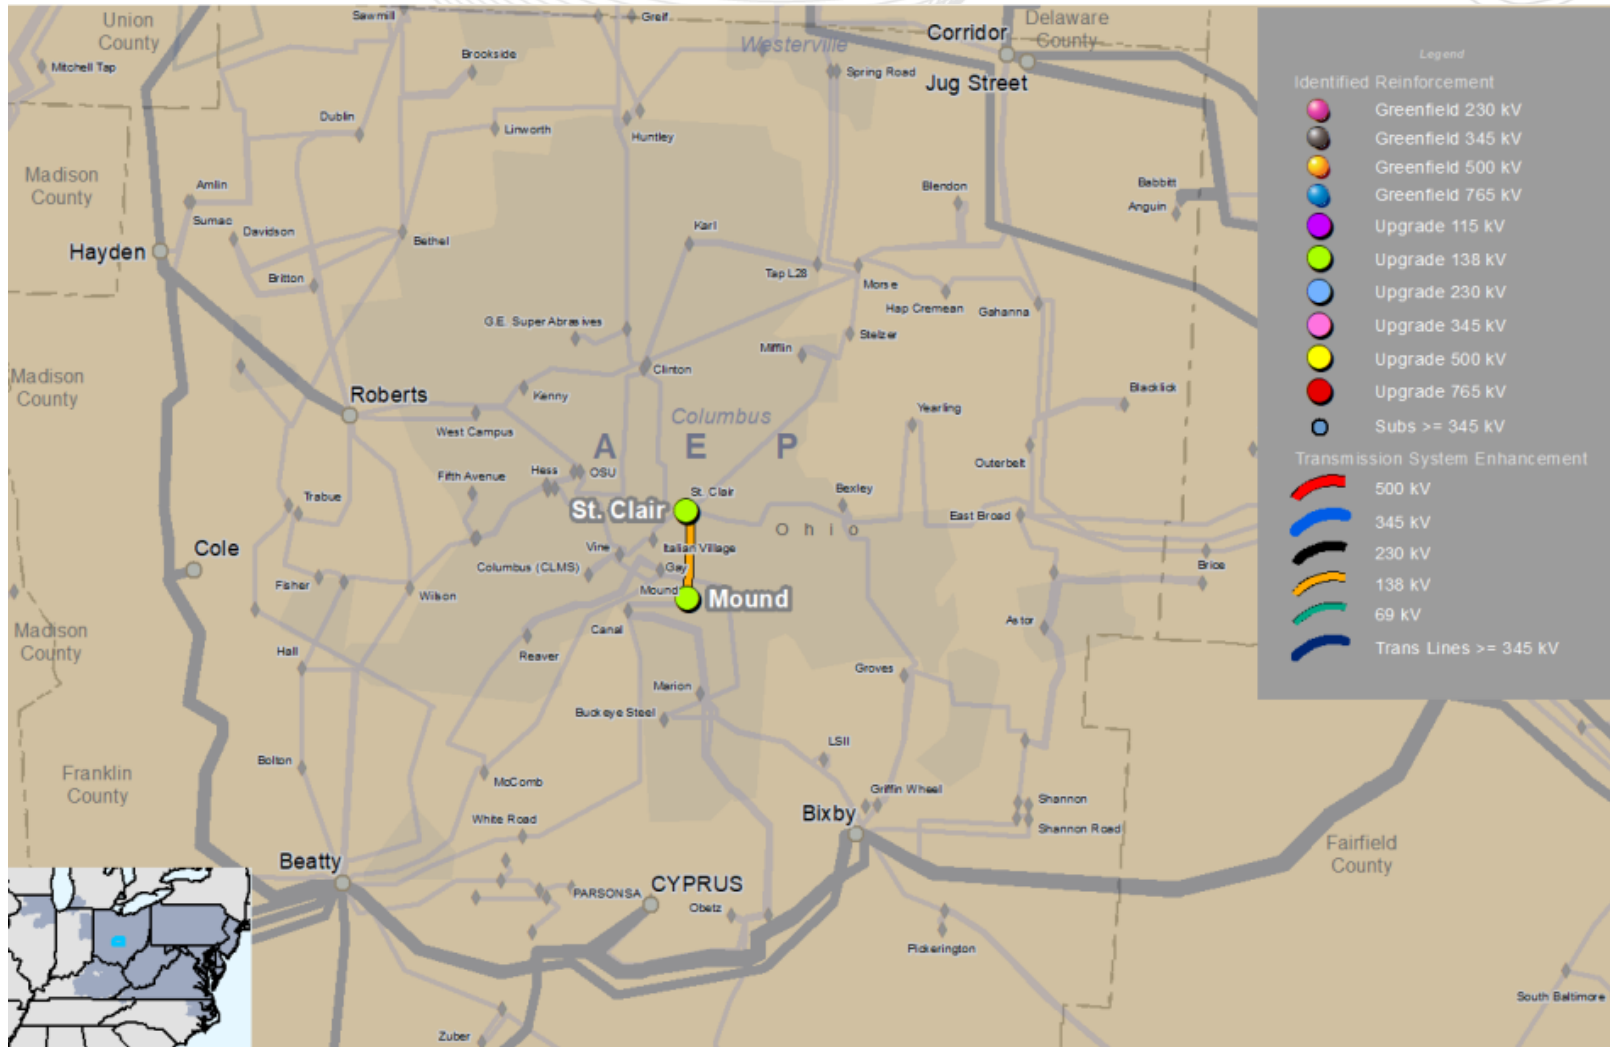 Union
County
Sawmill
Greif
Westerville
Corridor
Delaware
County
Mitchell Tap
Brookside
Spring Road
Jug Street
Dublin
Linworth
Huntley
Madison
County
Amlin
Sumac
Davidson
Bethel
Karl
Blendon
Babbitt
Anguin
Hayden
Britton
Tap L28
Morse
Hap Cremean
Gahanna
G.E. Super Abrasives
Stelzer
Mifflin
Clinton
Madison
County
Roberts
Kenny
Blacklick
West Campus
Columbus
Yearling
A E P
Outerbelt
Fifth Avenue
Hess
OSU
Trabue
St. Clair
St. Clair
Bexley
East Broad
Ohio
Cole
Vine
Italian Village
Columbus (CLMS)
Gay
Brice
Fisher
Wilson
Mound
Mound
Madison
County
Canal
Astor
Hall
Reaver
Groves
Marion
Buckeye Steel
LSII
Bolton
McComb
Franklin
County
Griffin Wheel
Shannon
White Road
Bixby
Shannon Road
Fairfield
County
Beatty
PARSONSA
CYPRUS
Obetz
Pickerington
South Baltimore
Zuber
Legend
Identified Reinforcement
Greenfield 230 kV
Greenfield 345 kV
Greenfield 500 kV
Greenfield 765 kV
Upgrade 115 kV
Upgrade 138 kV
Upgrade 230 kV
Upgrade 345 kV
Upgrade 500 kV
Upgrade 765 kV
Subs >= 345 kV
Transmission System Enhancement
500 kV
345 kV
230 kV
138 kV
69 kV
Trans Lines >= 345 kV